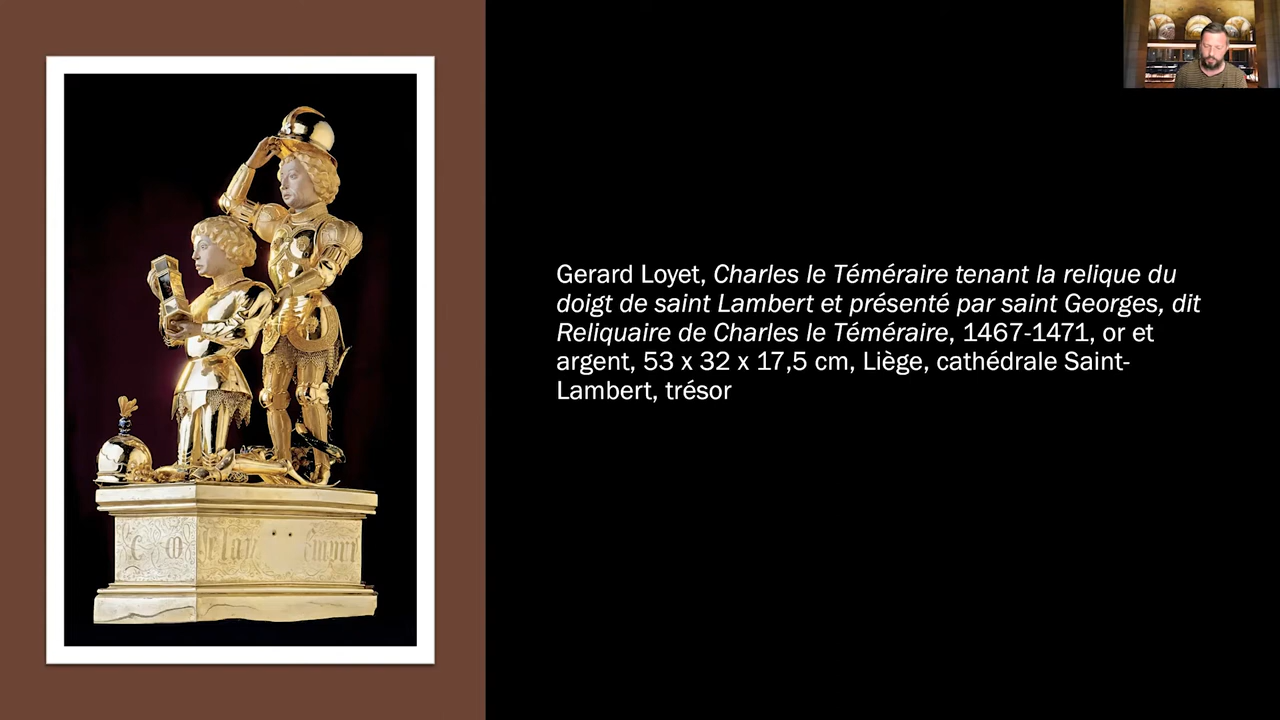 Gerard Loyet, Charles le Téméraire tenant la relique du
doigt de saint Lambert et présenté par saint Georges, dit
Reliquaire de Charles le Téméraire, 1467-1471, or et
argent, 53 x 32 x 17,5 cm, Liège, cathédrale Saint-
Lambert, trésor